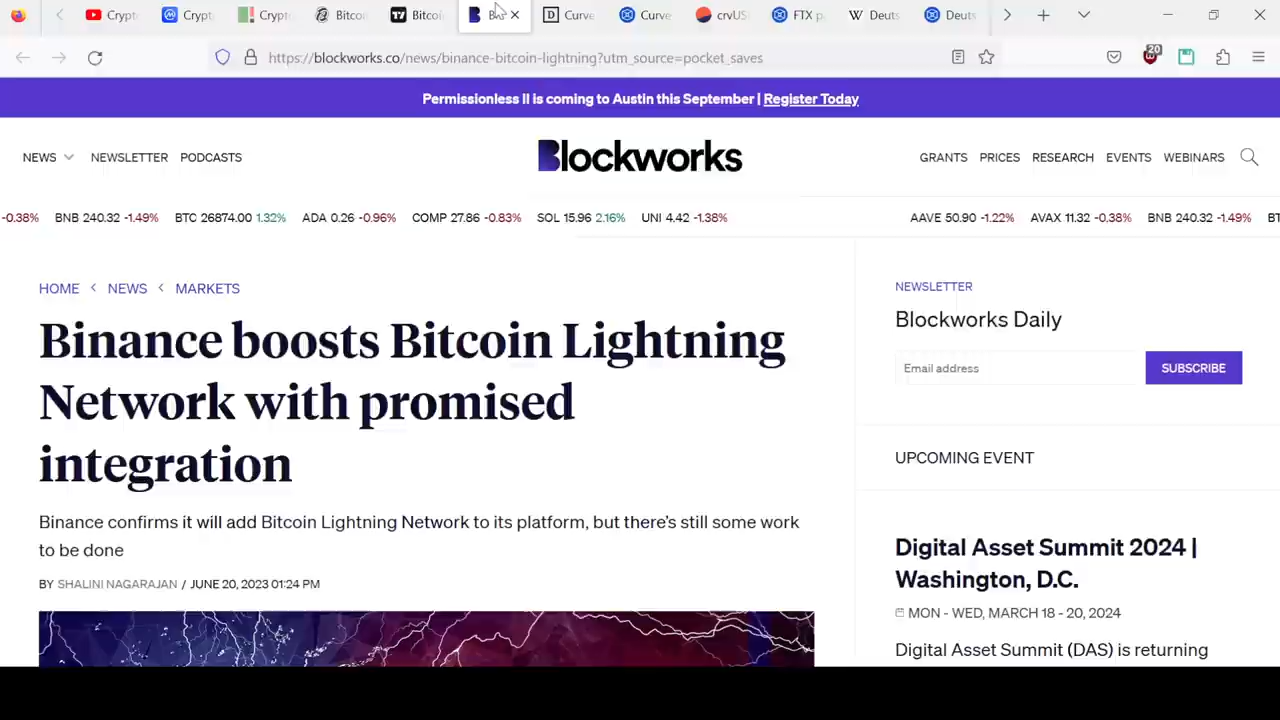 Crypt
Crypt
Crypt
Bitcoi
Bitcoi
Curve
Curve
crvUS
FTX p
Deuts
Deuts
https://blockworks.co/news/binance-bitcoin-lightning?utm_source=pocket_saves
20
Permissionless II is coming to Austin this September | Register Today
NEWS NEWSLETTER PODCASTS
Blockworks
GRANTS PRICES RESEARCH EVENTS WEBINARS
-0.38% BNB 240.32 -1.49% BTC 26874.00 1.32% ADA 0.26 -0.96% COMP 27.86 -0.83% SOL 15.96 2.16% UNI 4.42 -1.38% AAVE 50.90 -1.22% AVAX 11.32 -0.38% BNB 240.32 -1.49% BT
HOME NEWS MARKETS
Binance boosts Bitcoin Lightning
Network with promised
integration
Binance confirms it will add Bitcoin Lightning Network to its platform, but there's still some work
to be done
BY SHALINI NAGARAJAN / JUNE 20, 2023 01:24 PM
NEWSLETTER
Blockworks Daily
Email address
SUBSCRIBE
UPCOMING EVENT
Digital Asset Summit 2024 |
Washington, D.C.
MON - WED, MARCH 18 - 20, 2024
Digital Asset Summit (DAS) is returning